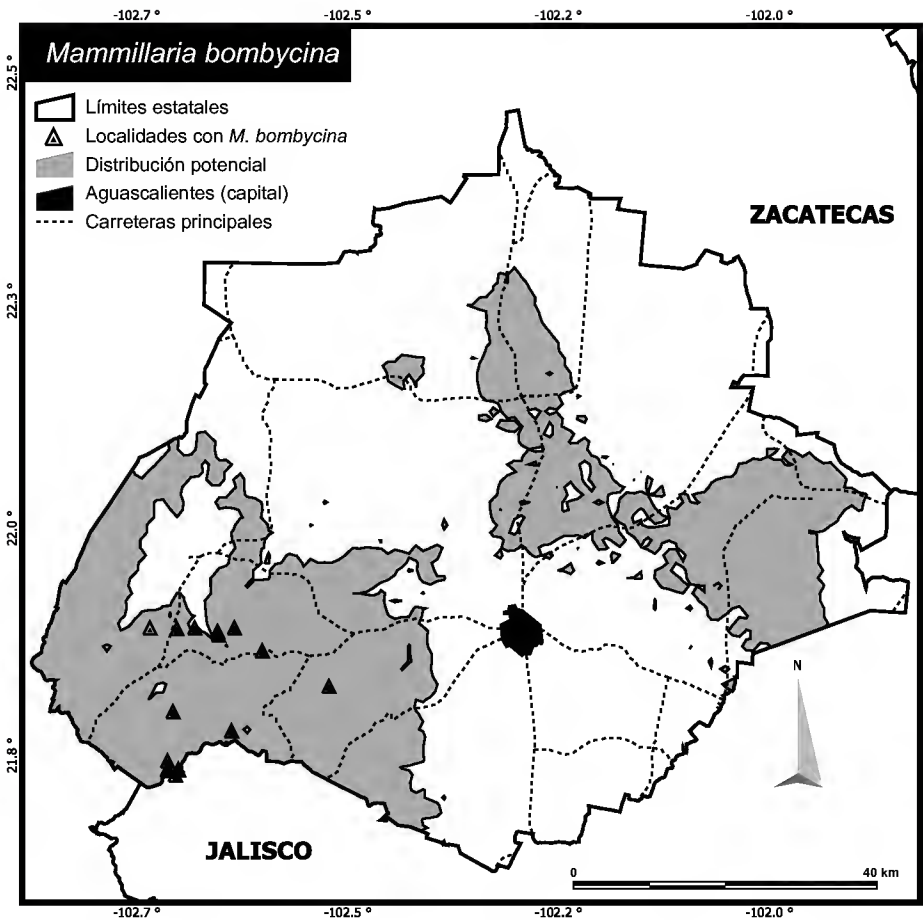 -102.7 ° -102.5 ° -102.2 ° -102.0 °
Mammillaria bombycina
Límites estatales
Localidades con M. bombycina
Distribución potencial
Aguascalientes (capital)
Carreteras principales
ZACATECAS
22.5 °
22.3 °
22.0 °
21.8 °
N
JALISCO
0 40 km
-102.7 ° -102.5 ° -102.2 ° -102.0 °